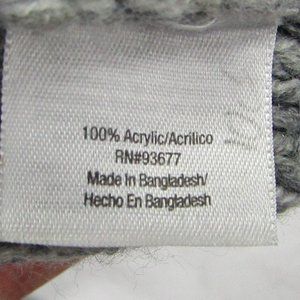 100% Acrylic/Acrilico
RN#93677
Made In Bangladesh/
Hecho En Bangladesh